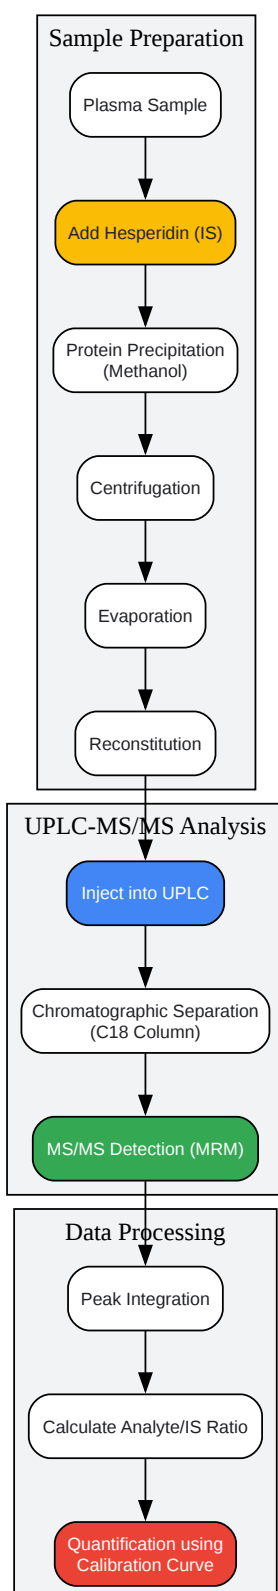 Sample Preparation
Plasma Sample
Add Hesperidin (IS)
Protein Precipitation
(Methanol)
Centrifugation
Evaporation
Reconstitution
UPLC-MS/MS Analysis
Inject into UPLC
Chromatographic Separation
(C18 Column)
MS/MS Detection (MRM)
Data Processing
Peak Integration
Calculate Analyte/IS Ratio
Quantification using
Calibration Curve